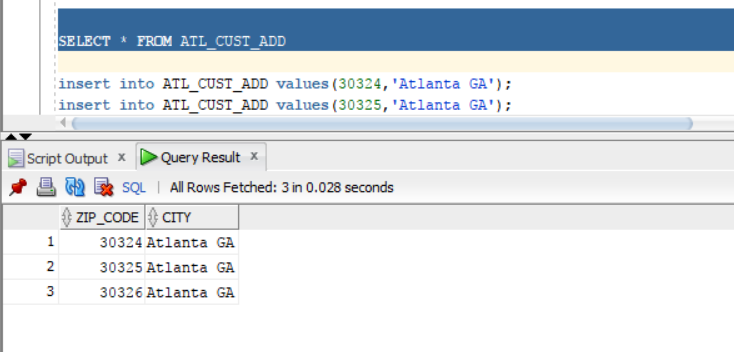 SELECT * FROM ATL_CUST_ADD
insert into ATL_CUST_ADD values(30324,'Atlanta GA');
insert into ATL_CUST_ADD values(30325,'Atlanta GA');
Script Output x Query Result x
SQL | All Rows Fetched: 3 in 0.028 seconds
ZIP_CODE CITY
1 30324 Atlanta GA
2 30325 Atlanta GA
3 30326 Atlanta GA